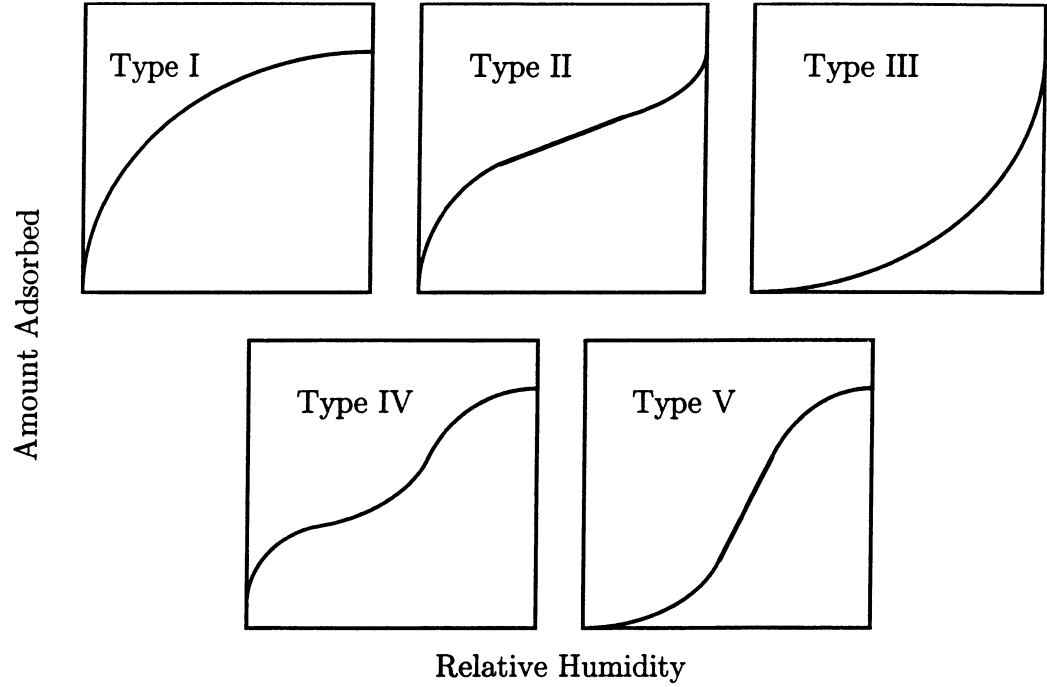 Type I
Type II
Type III
Amount Adsorbed
Type IV
Type V
Relative Humidity